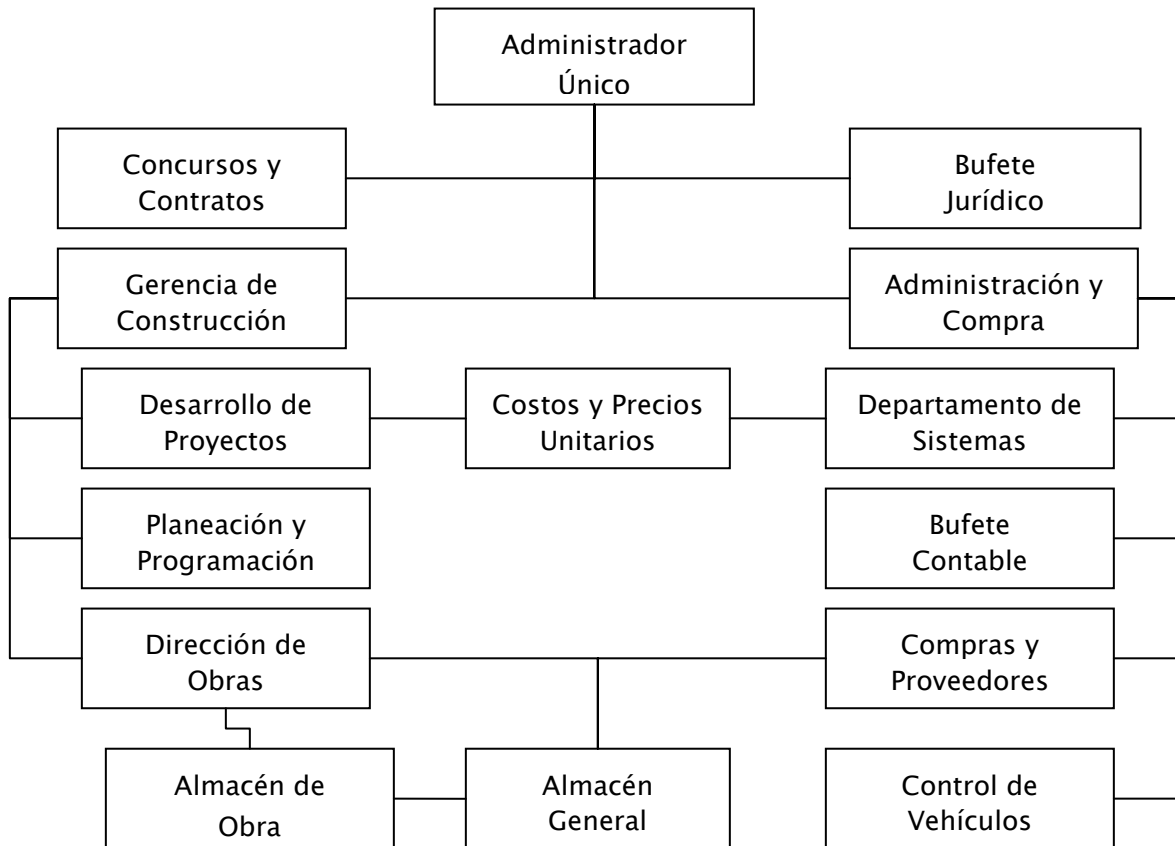 Administrador
Único
Concursos y
Contratos
Bufete
Jurídico
Gerencia de
Construcción
Administración y
Compra
Desarrollo de
Proyectos
Costos y Precios
Unitarios
Departamento de
Sistemas
Planeación y
Programación
Bufete
Contable
Dirección de
Obras
Compras y
Proveedores
Almacén de
Obra
Almacén
General
Control de
Vehículos